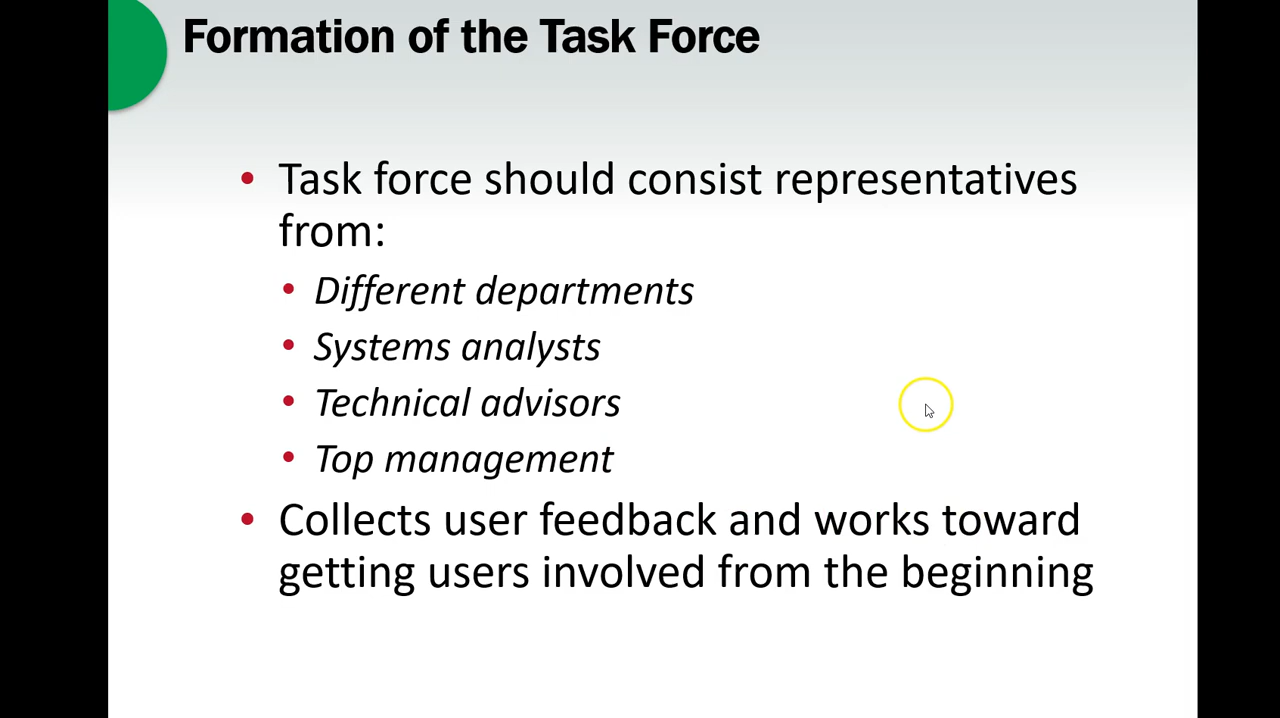 Formation of the Task Force
• Task force should consist representatives
from:
• Different departments
• Systems analysts
• Technical advisors
• Top management
• Collects user feedback and works toward
getting users involved from the beginning